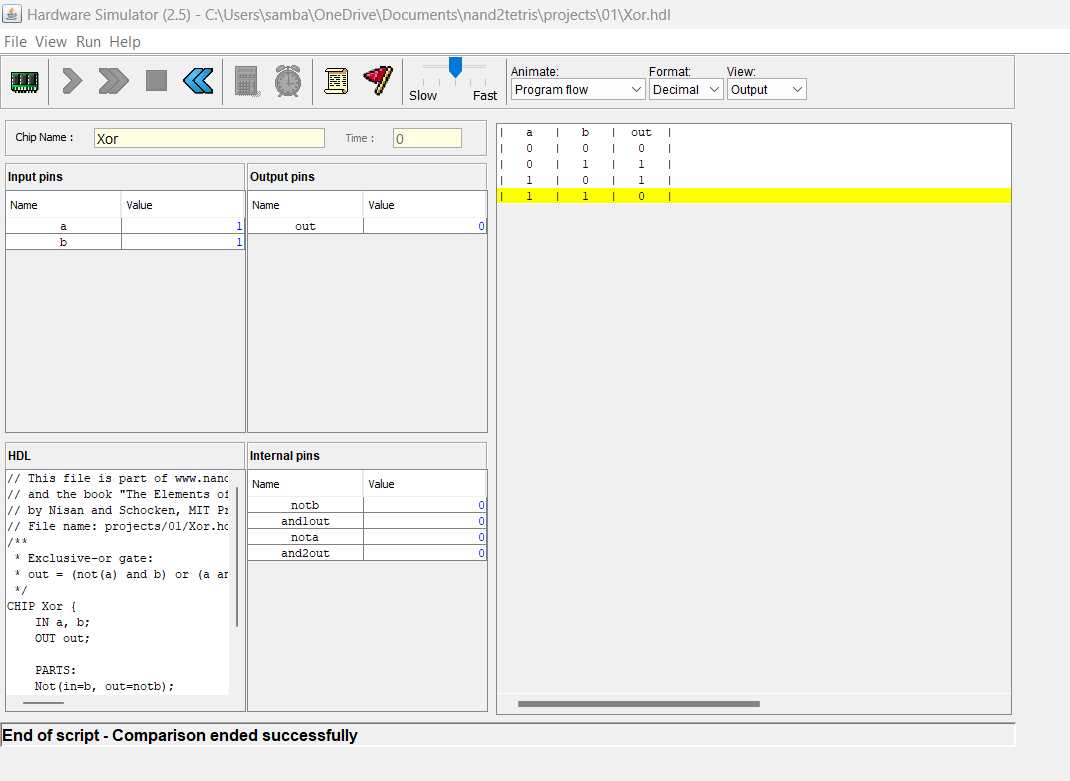 Hardware Simulator (2.5) - C:\Users\samba\OneDrive\Documents\nand2tetris\projects\01\Xor.hdl
File View Run Help
Slow Fast
Animate: Format: View:
Program flow Decimal Output
Chip Name : Xor Time : 0
Input pins Output pins
Name Value Name Value
a 1 out 0
b 1
HDL Internal pins
Name Value
notb 0
and1out 0
nota 0
and2out 0
// This file is part of www.nand
// and the book "The Elements of
// by Nisan and Schocken, MIT Pr
// File name: projects/01/Xor.hd
/**
* Exclusive-or gate:
* out = (not(a) and b) or (a an
*/
CHIP Xor {
IN a, b;
OUT out;
PARTS:
Not(in=b, out=notb);
| a | b | out |
| 0 | 0 | 0 |
| 0 | 1 | 1 |
| 1 | 0 | 1 |
| 1 | 1 | 0 |
End of script - Comparison ended successfully